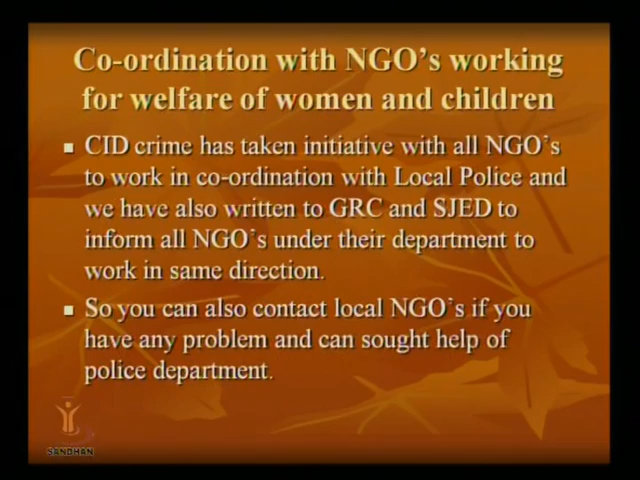 Co-ordination with NGO's working
for welfare of women and children
CID crime has taken initiative with all NGO's
to work in co-ordination with Local Police and
we have also written to GRC and SJED to
inform all NGO's under their department to
work in same direction.
So you can also contact local NGO's if you
have any problem and can sought help of
police department.
SANDHAN